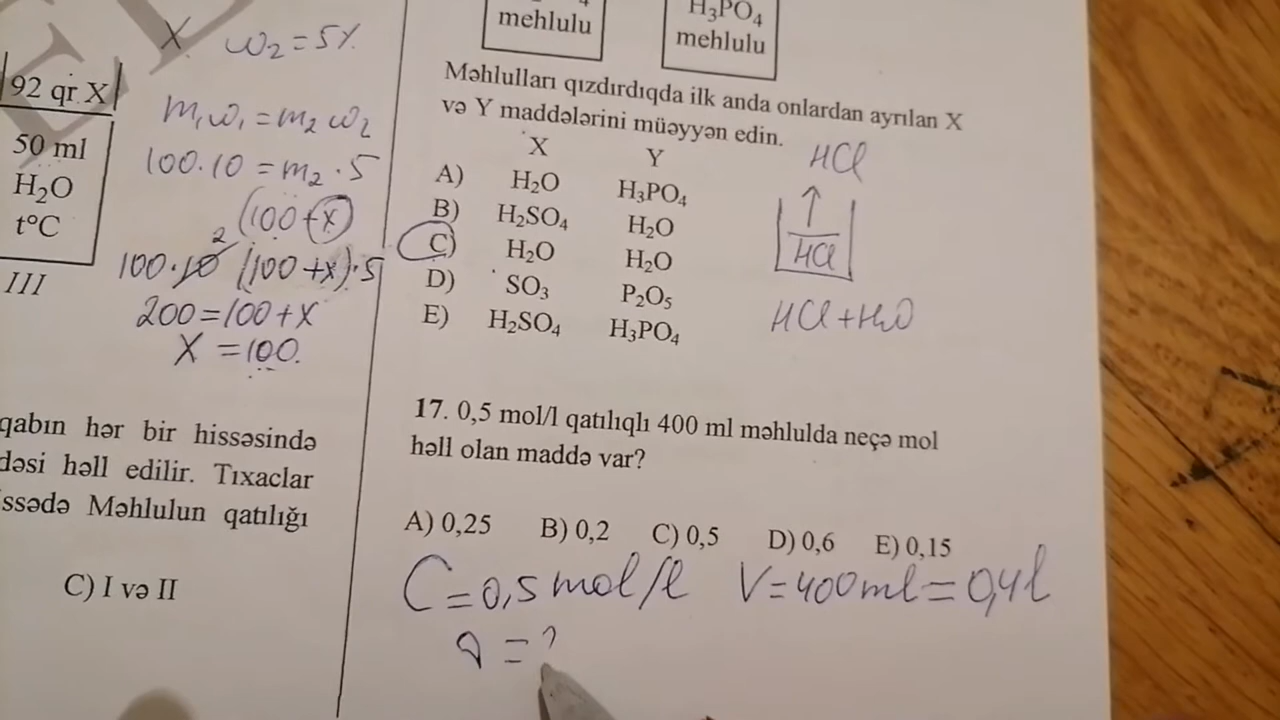 X ω₂ = 5%
92 qr X
50 ml
H₂O
t°C
III
m₁ω₁ = m₂ω₂
100·10 = m₂·5
(100+x)
2
100·10 (100+x)·5
200 = 100+x
X = 100.
qabın hər bir hissəsində
dəsi həll edilir. Tıxaclar
ssədə Məhlulun qatılığı
C) I və II
mehlulu
H₃PO₄
mehlulu
Məhlulları qızdırdıqda ilk anda onlardan ayrılan X
və Y maddələrini müəyyən edin.
X Y
A) H₂O H₃PO₄
B) H₂SO₄ H₂O
C) H₂O H₂O
D) SO₃ P₂O₅
E) H₂SO₄ H₃PO₄
HCl
HCl
HCl + H₂O
17. 0,5 mol/l qatılıqlı 400 ml məhlulda neçə mol
həll olan maddə var?
A) 0,25 B) 0,2 C) 0,5 D) 0,6 E) 0,15
C = 0,5 mol/l V = 400 ml = 0,4 l
= ?